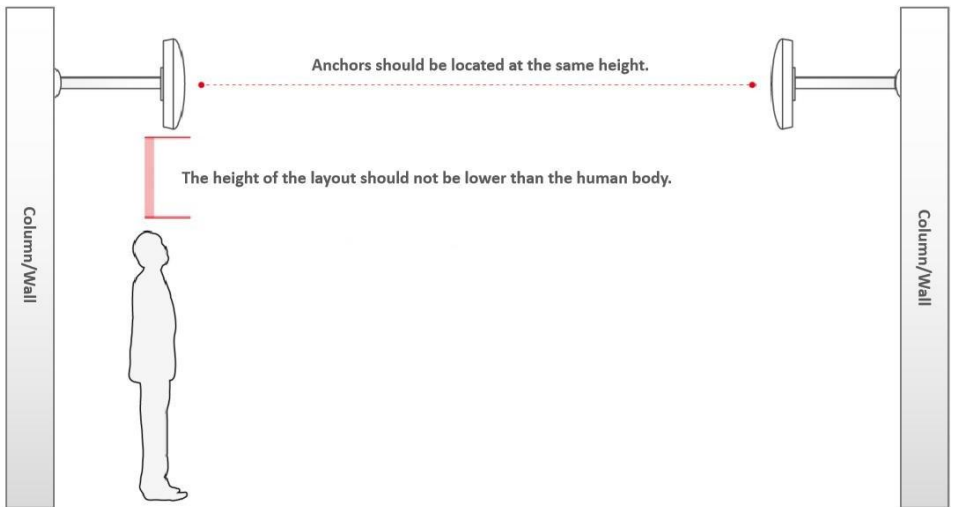 Anchors should be located at the same height.
The height of the layout should not be lower than the human body.
Column/Wall
Column/Wall